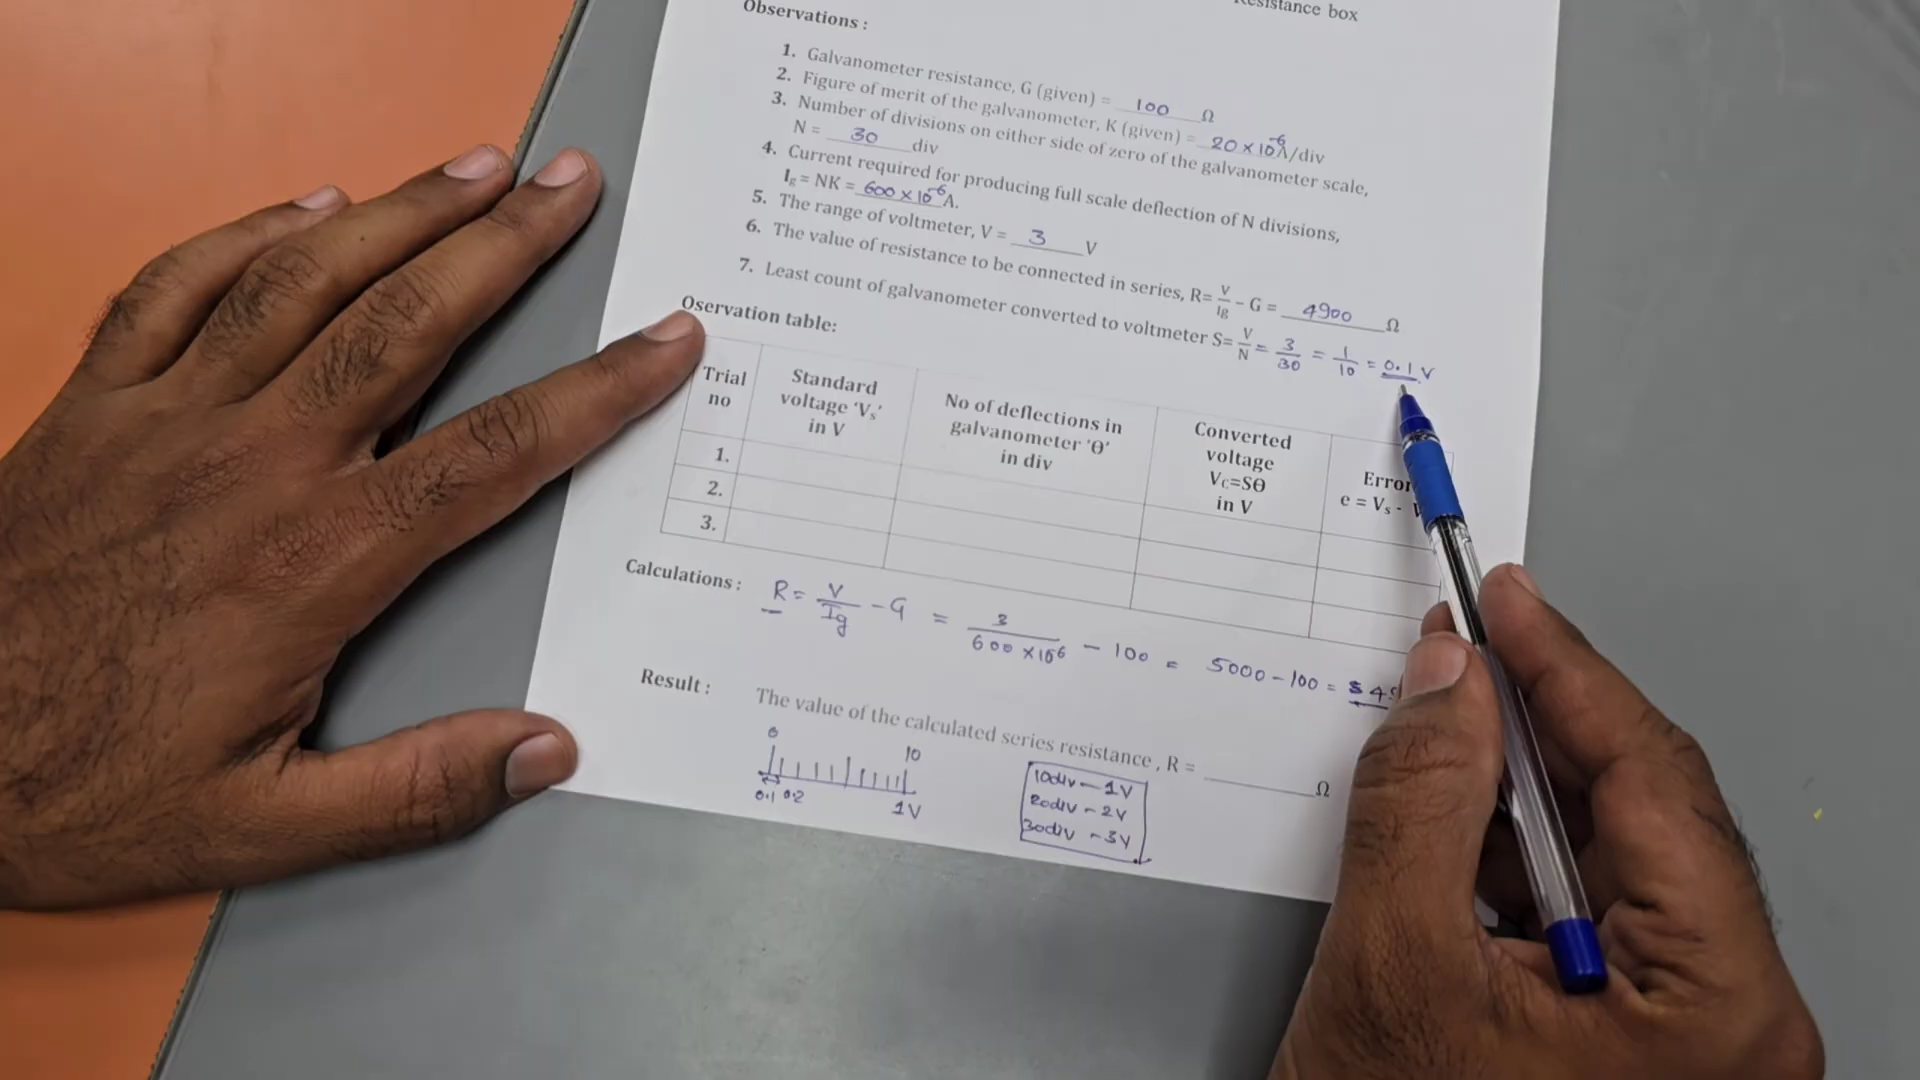 Resistance box
Observations :
1. Galvanometer resistance, G (given) = 100 Ω
2. Figure of merit of the galvanometer, K (given) = 20 × 10⁻⁶ A/div
3. Number of divisions on either side of zero of the galvanometer scale,
N = 30 div
4. Current required for producing full scale deflection of N divisions,
Ig = NK = 600 × 10⁻⁶ A.
5. The range of voltmeter, V = 3 V
6. The value of resistance to be connected in series, R= V/Ig – G = 4900 Ω
7. Least count of galvanometer converted to voltmeter S= V/N = 3/30 = 1/10 = 0.1 V
Oservation table:
Trial no
Standard voltage ‘Vs’ in V
No of deflections in galvanometer ‘Θ’ in div
Converted voltage VC=SΘ in V
Error e = Vs -
1.
2.
3.
Calculations : R = V/Ig – G = 3/600 × 10⁻⁶ – 100 = 5000 – 100 =
Result : The value of the calculated series resistance , R = Ω
0 10
0.1 0.2 1V
10div – 1V
20div – 2V
30div – 3V